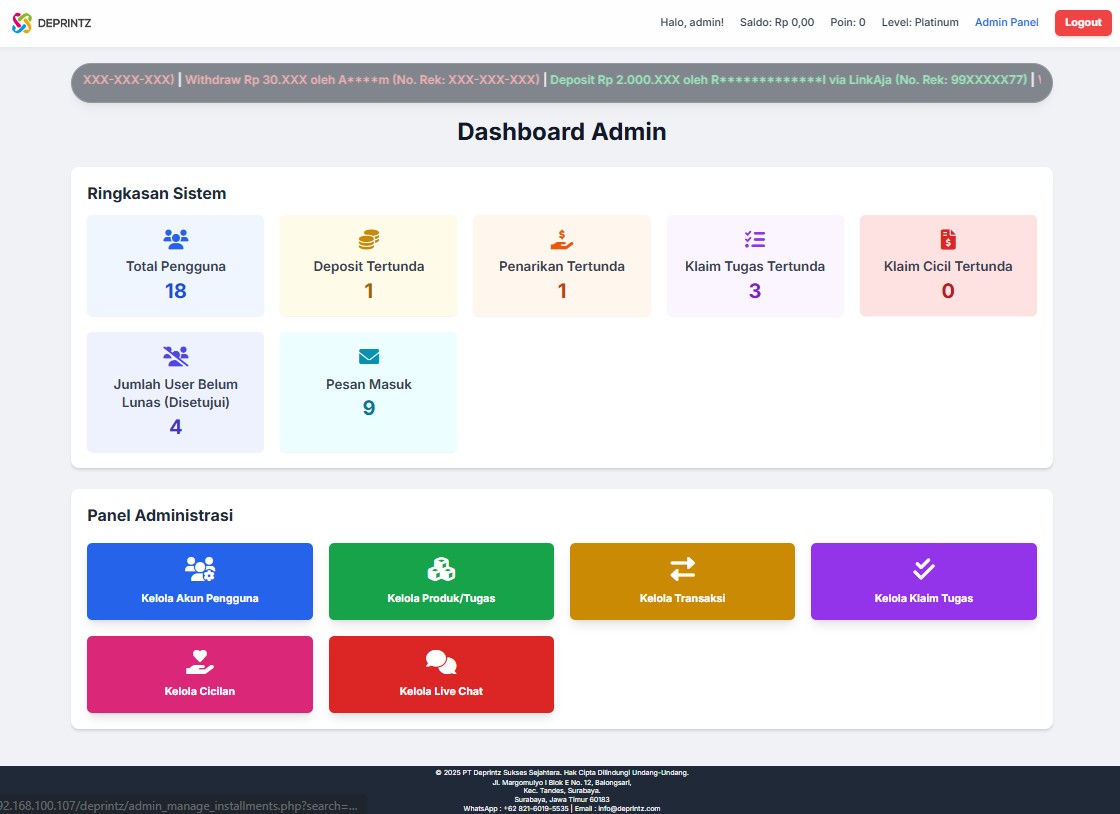 DEPRINTZ
Halo, admin! Saldo: Rp 0,00 Poin: 0 Level: Platinum Admin Panel Logout
XXX-XXX-XXX) | Withdraw Rp 30.XXX oleh A****m (No. Rek: XXX-XXX-XXX) | Deposit Rp 2.000.XXX oleh R*************l via LinkAja (No. Rek: 99XXXXX77) |
Dashboard Admin
Ringkasan Sistem
Total Pengguna
18
Deposit Tertunda
1
Penarikan Tertunda
1
Klaim Tugas Tertunda
3
Klaim Cicil Tertunda
0
Jumlah User Belum
Lunas (Disetujui)
4
Pesan Masuk
9
Panel Administrasi
Kelola Akun Pengguna
Kelola Produk/Tugas
Kelola Transaksi
Kelola Klaim Tugas
Kelola Cicilan
Kelola Live Chat
© 2025 PT Deprintz Sukses Sejahtera. Hak Cipta Dilindungi Undang-Undang.
Jl. Margomulyo I Blok E No. 12, Balongsari,
Kec. Tandes, Surabaya.
Surabaya, Jawa Timur 60183
WhatsApp : +62 821-6019-5535 | Email : info@deprintz.com
92.168.100.107/deprintz/admin_manage_installments.php?search=...